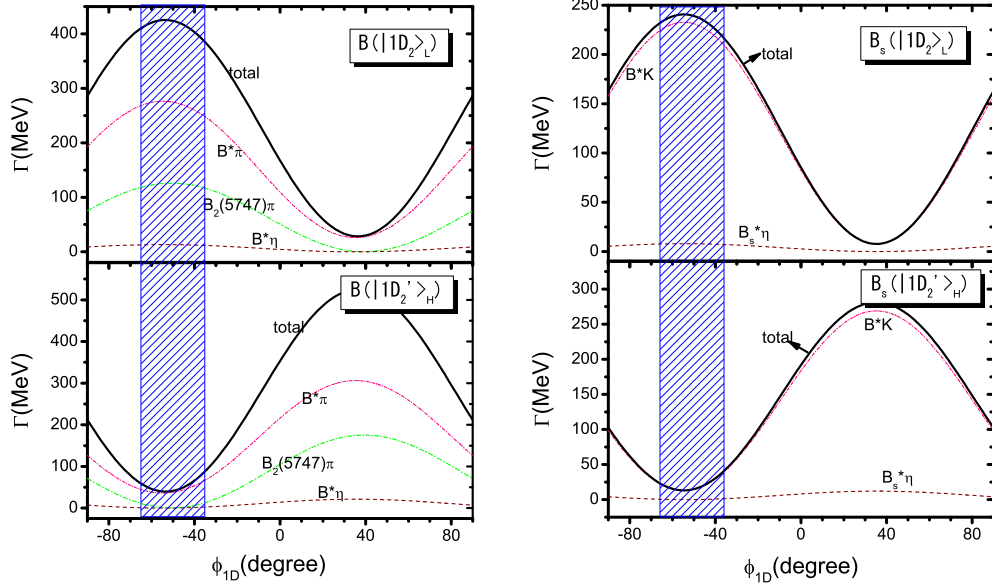 400
300
200
100
0
Γ(MeV)
B(|1D₂>L)
total
B*π
B₂(5747)π
B*η
500
400
300
200
100
0
Γ(MeV)
B(|1D₂'>H)
total
B*π
B₂(5747)π
B*η
-80 -40 0 40 80
ϕ1D(degree)
250
200
150
100
50
0
Γ(MeV)
Bₛ(|1D₂>L)
total
B*K
Bₛ*η
300
250
200
150
100
50
0
Γ(MeV)
Bₛ(|1D₂'>H)
total
B*K
Bₛ*η
-80 -40 0 40 80
ϕ1D(degree)